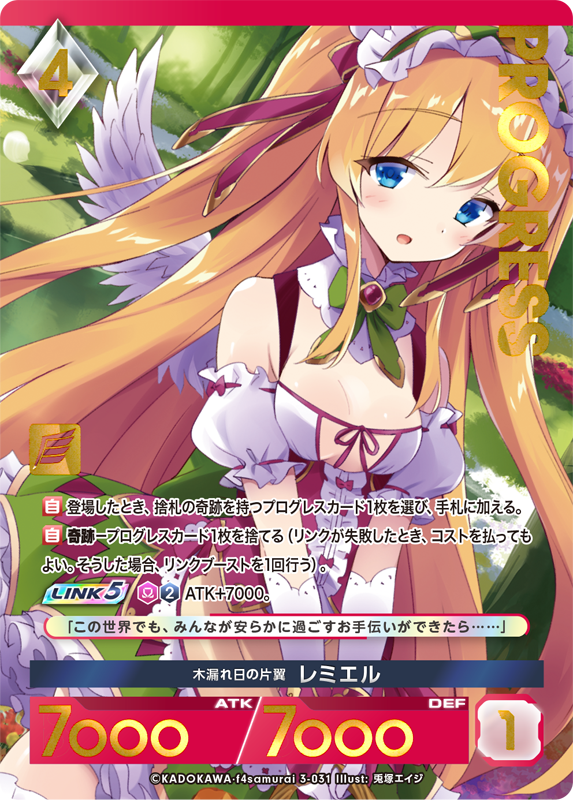 4
PROGRESS
自 登場したとき、捨札の奇跡を持つプログレスカード1枚を選び、手札に加える。
自 奇跡─プログレスカード1枚を捨てる(リンクが失敗したとき、コストを払っても
よい。そうした場合、リンクブーストを1回行う)。
LINK 5 Ω 2 ATK+7000。
「この世界でも、みんなが安らかに過ごすお手伝いができたら……」
木漏れ日の片翼 レミエル
7000 ATK 7000 DEF 1
©KADOKAWA・f4samurai 3-031 Illust: 兎塚エイジ